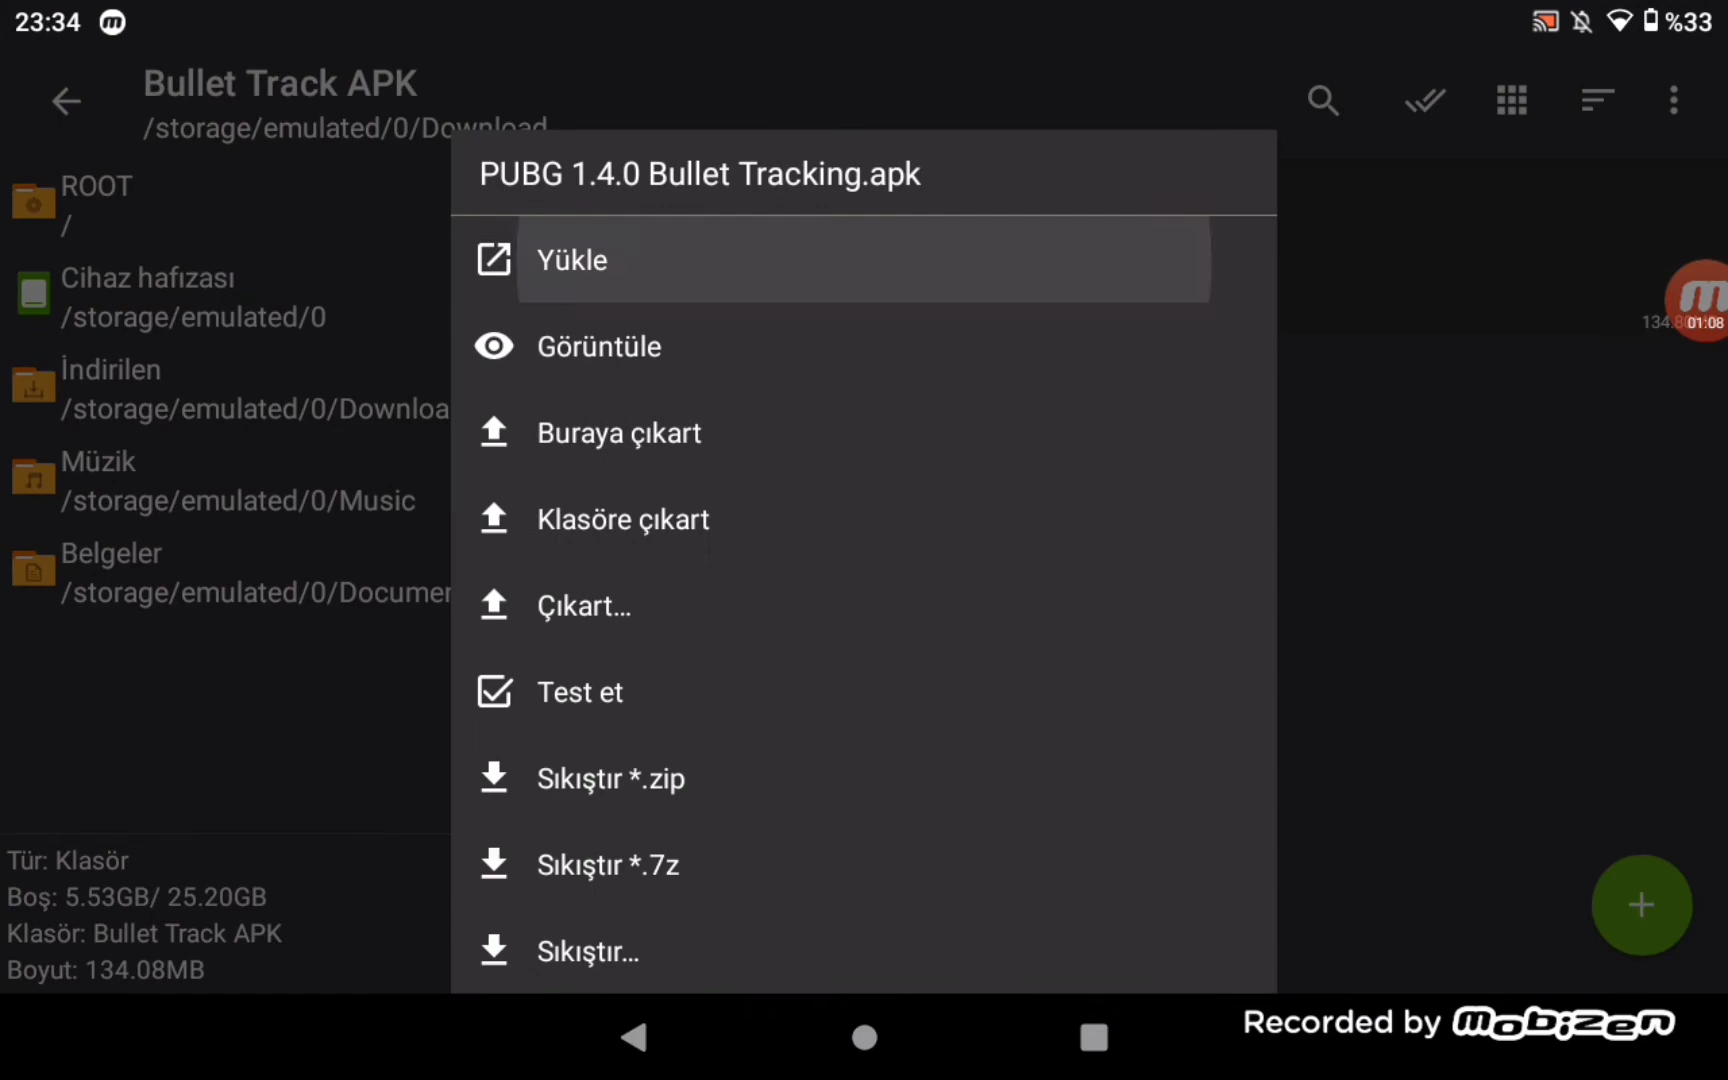 23:34
%33
Bullet Track APK
/storage/emulated/0/Download
ROOT
/
Cihaz hafızası
/storage/emulated/0
İndirilen
/storage/emulated/0/Downloa
Müzik
/storage/emulated/0/Music
Belgeler
/storage/emulated/0/Documen
Tür: Klasör
Boş: 5.53GB/ 25.20GB
Klasör: Bullet Track APK
Boyut: 134.08MB
PUBG 1.4.0 Bullet Tracking.apk
Yükle
Görüntüle
Buraya çıkart
Klasöre çıkart
Çıkart...
Test et
Sıkıştır *.zip
Sıkıştır *.7z
Sıkıştır...
01:08
Recorded by Mobizen